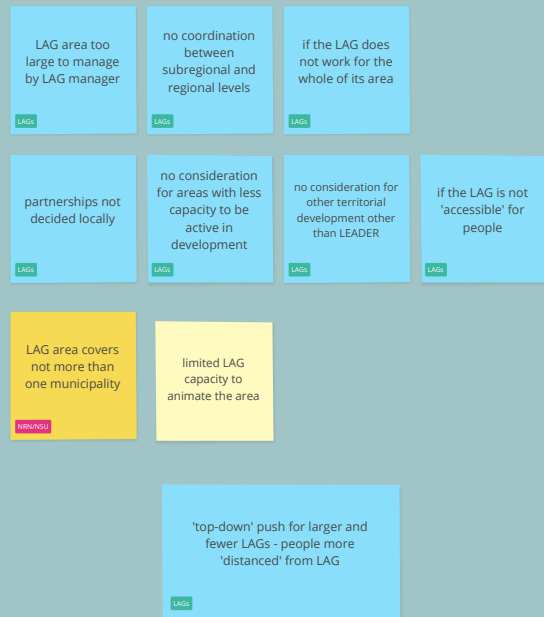 LAG area too
large to manage
by LAG manager
LAGs
no coordination
between
subregional and
regional levels
LAGs
if the LAG does
not work for the
whole of its area
LAGs
partnerships not
decided locally
LAGs
no consideration
for areas with less
capacity to be
active in
development
LAGs
no consideration for
other territorial
development other
than LEADER
LAGs
if the LAG is not
'accessible' for
people
LAGs
LAG area covers
not more than
one municipality
NRN/NSU
limited LAG
capacity to
animate the area
'top-down' push for larger and
fewer LAGs - people more
'distanced' from LAG
LAGs